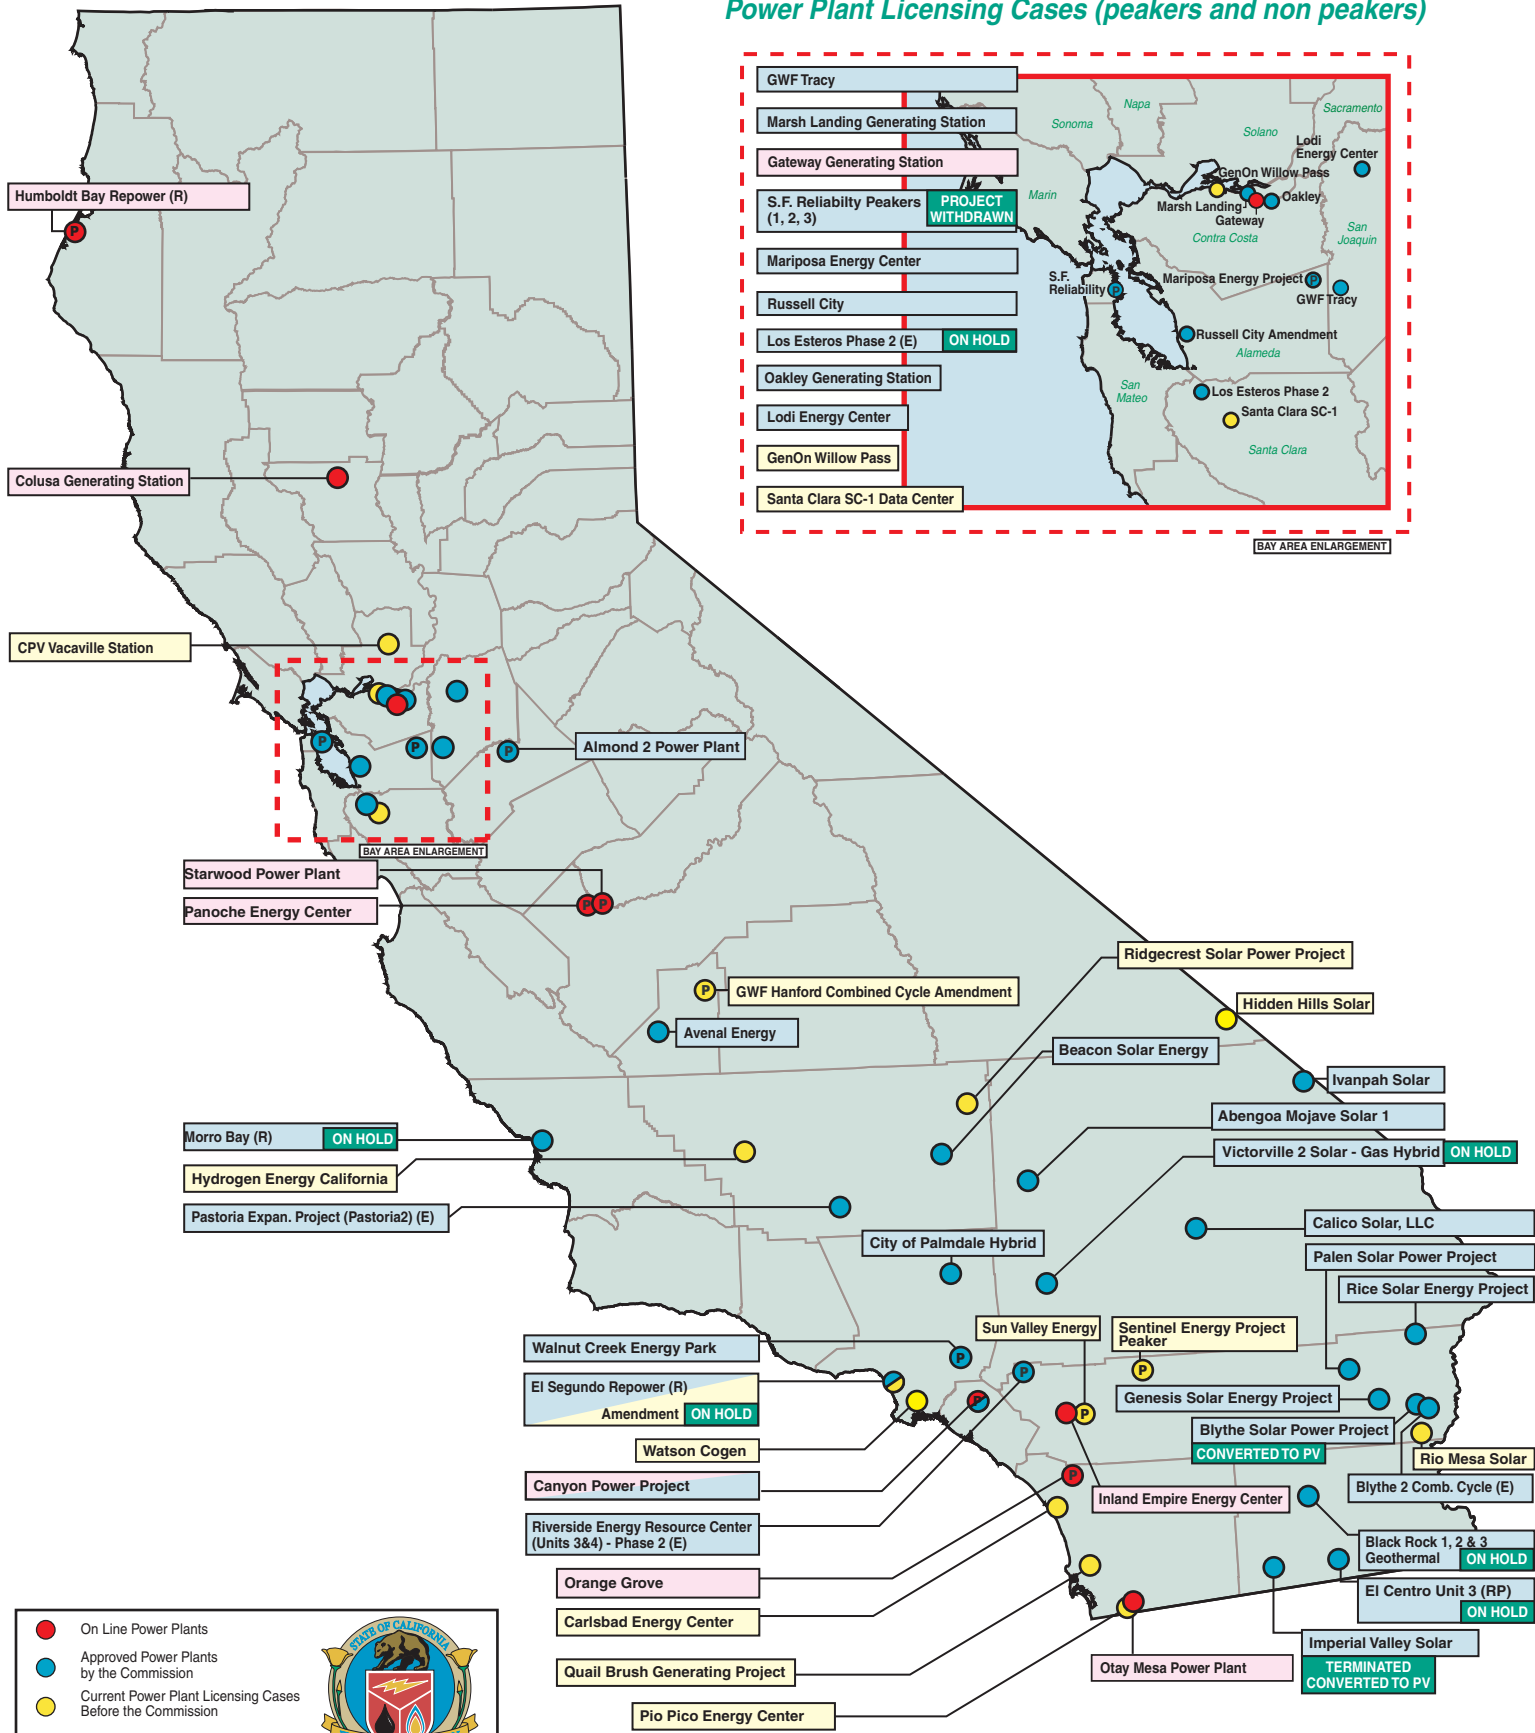 Power Plant Licensing Cases (peakers and non peakers)
GWF Tracy
Marsh Landing Generating Station
Gateway Generating Station
S.F. Reliabilty Peakers
(1, 2, 3)
PROJECT
WITHDRAWN
Mariposa Energy Center
Russell City
Los Esteros Phase 2 (E)
ON HOLD
Oakley Generating Station
Lodi Energy Center
GenOn Willow Pass
Santa Clara SC-1 Data Center
Napa
Sonoma
Sacramento
Solano
Lodi
Energy Center
GenOn Willow Pass
Marin
Oakley
Marsh Landing
Gateway
Contra Costa
San
Joaquin
S.F.
Reliability
P
Mariposa Energy Project
P
GWF Tracy
Russell City Amendment
Alameda
San
Mateo
Los Esteros Phase 2
Santa Clara SC-1
Santa Clara
BAY AREA ENLARGEMENT
Humboldt Bay Repower (R)
P
Colusa Generating Station
CPV Vacaville Station
P
P
P
Almond 2 Power Plant
BAY AREA ENLARGEMENT
Starwood Power Plant
Panoche Energy Center
P
P
P
GWF Hanford Combined Cycle Amendment
Avenal Energy
Ridgecrest Solar Power Project
Hidden Hills Solar
Beacon Solar Energy
Ivanpah Solar
Abengoa Mojave Solar 1
Morro Bay (R)
ON HOLD
Victorville 2 Solar - Gas Hybrid
ON HOLD
Hydrogen Energy California
Pastoria Expan. Project (Pastoria2) (E)
Calico Solar, LLC
City of Palmdale Hybrid
Palen Solar Power Project
Rice Solar Energy Project
Sun Valley Energy
Sentinel Energy Project
Peaker
Walnut Creek Energy Park
P
P
P
El Segundo Repower (R)
Amendment
ON HOLD
Genesis Solar Energy Project
P
P
Blythe Solar Power Project
CONVERTED TO PV
Watson Cogen
Rio Mesa Solar
Canyon Power Project
P
Blythe 2 Comb. Cycle (E)
Inland Empire Energy Center
Riverside Energy Resource Center
(Units 3&4) - Phase 2 (E)
Black Rock 1, 2 & 3
Geothermal
ON HOLD
Orange Grove
El Centro Unit 3 (RP)
ON HOLD
Carlsbad Energy Center
Imperial Valley Solar
TERMINATED
CONVERTED TO PV
Quail Brush Generating Project
Otay Mesa Power Plant
Pio Pico Energy Center
On Line Power Plants
Approved Power Plants
by the Commission
Current Power Plant Licensing Cases
Before the Commission
STATE OF CALIFORNIA